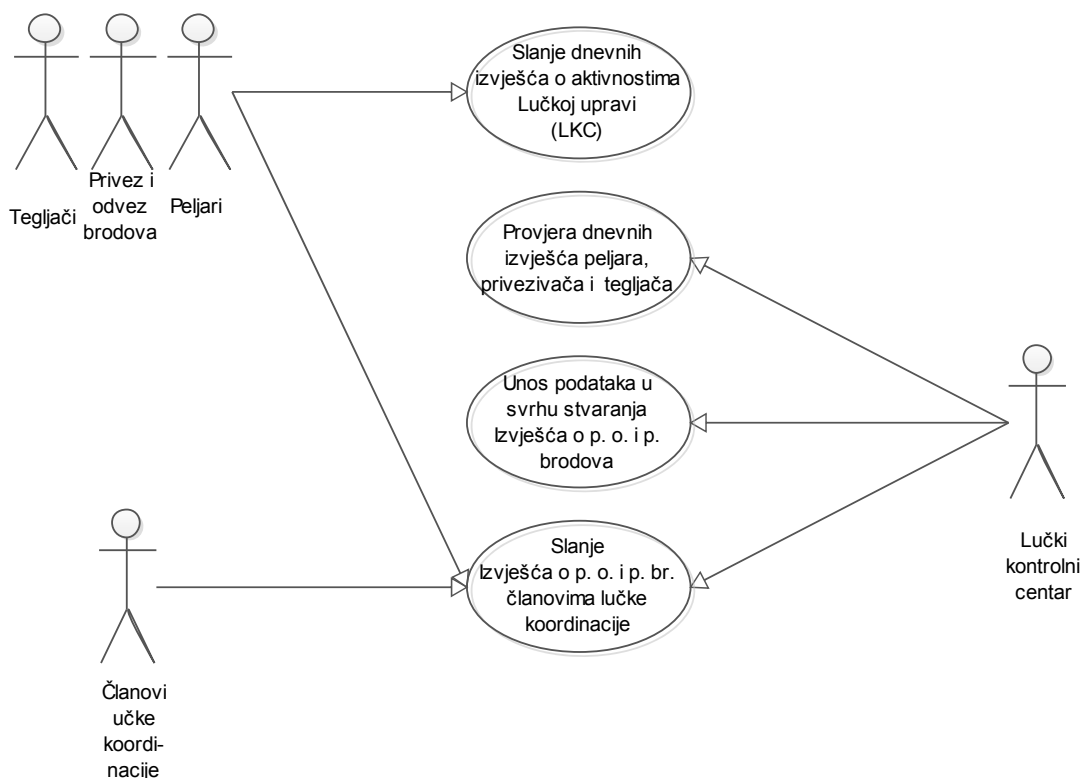 Slanje dnevnih
izvješća o aktivnostima
Lučkoj upravi
(LKC)
Tegljači
Privez i
odvez
brodova
Peljari
Provjera dnevnih
izvješća peljara,
privezivača i tegljača
Unos podataka u
svrhu stvaranja
Izvješća o p. o. i p.
brodova
Slanje
Izvješća o p. o. i p. br.
članovima lučke
koordinacije
Lučki
kontrolni
centar
Članovi
učke
koordi-
nacije